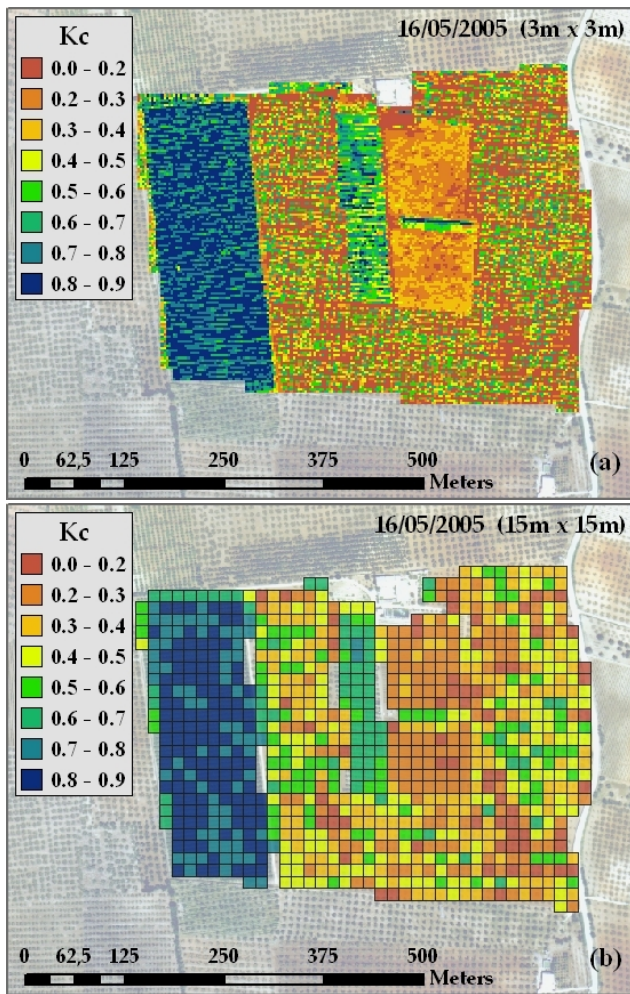 Kc
16/05/2005 (3m x 3m)
0.0 - 0.2
0.2 - 0.3
0.3 - 0.4
0.4 - 0.5
0.5 - 0.6
0.6 - 0.7
0.7 - 0.8
0.8 - 0.9
0 62,5 125 250 375 500
Meters (a)
Kc
16/05/2005 (15m x 15m)
0.0 - 0.2
0.2 - 0.3
0.3 - 0.4
0.4 - 0.5
0.5 - 0.6
0.6 - 0.7
0.7 - 0.8
0.8 - 0.9
0 62,5 125 250 375 500
Meters (b)